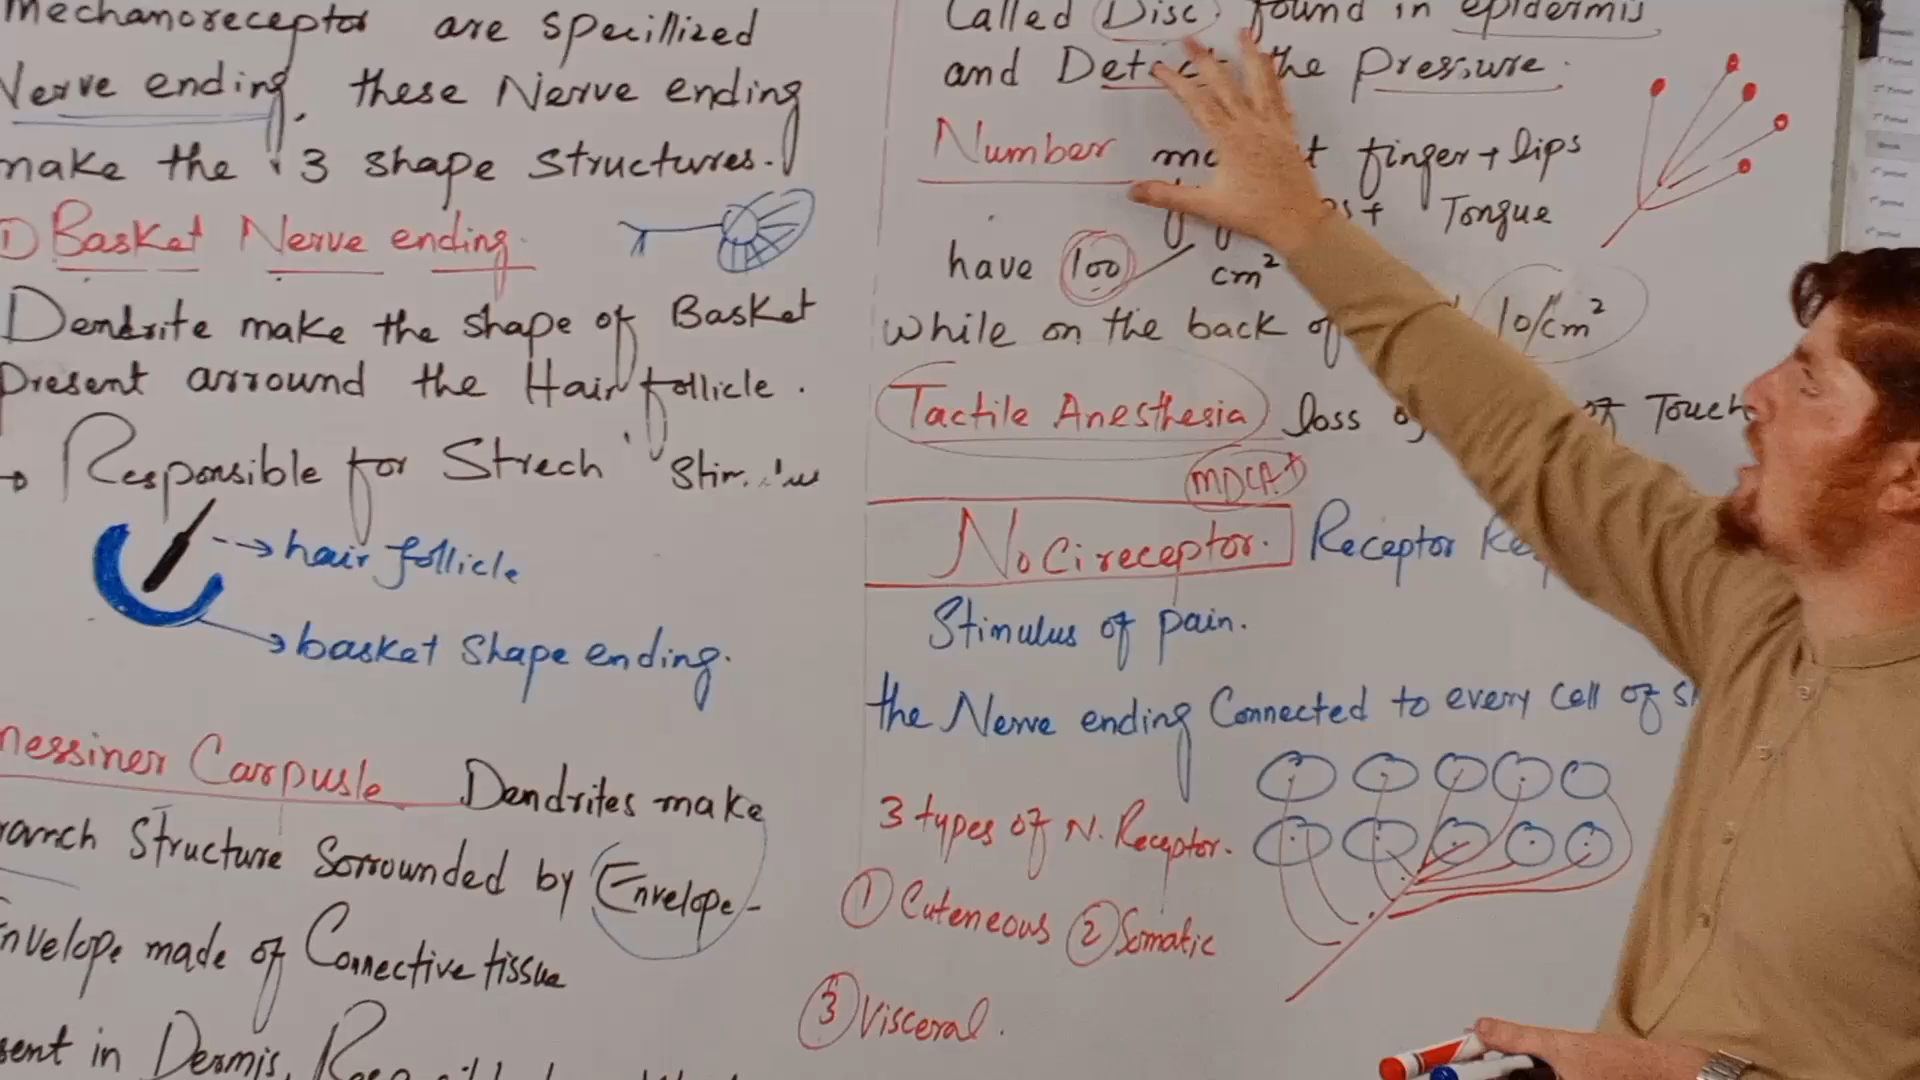 Mechanoreceptor are specillized
Nerve ending, these Nerve ending
make the 3 shape structures.
1) Basket Nerve ending.
Dendrite make the shape of Basket
Present arround the Hair follicle.
→ Responsible for Strech
hair follicle
basket shape ending.
messiner Carpusle Dendrites make
Structure Sorrounded by Envelope-
Envelope made of Connective tissue
in Dermis.
Called Disc, found in epidermis
and Detect the Pressure.
Number finger + lips
+ Tongue
have 100 cm²
while on the back of 10/cm²
Tactile Anesthesia loss of Touch
MDCAT
Nocireceptor. Receptor
Stimulus of pain.
the Nerve ending Connected to every cell of
3 types of N. Receptor.
① Cuteneous ② Somatic
③ Visceral.